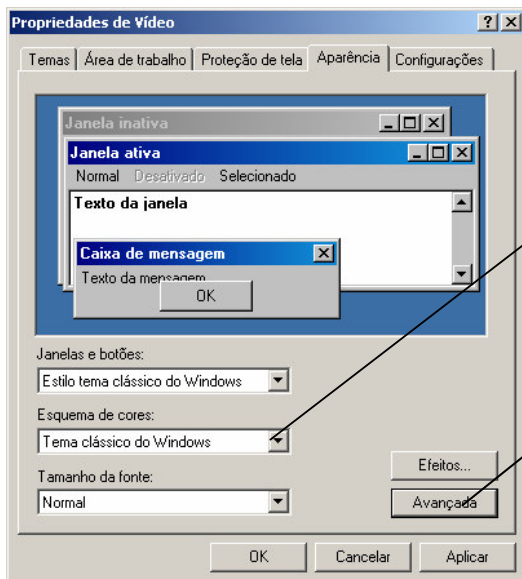 Propriedades de Vídeo
Temas Área de trabalho Proteção de tela Aparência Configurações
Janela inativa
Janela ativa
Normal Desativado Selecionado
Texto da janela
Caixa de mensagem
Texto da mensagem
OK
Janelas e botões:
Estilo tema clássico do Windows
Esquema de cores:
Tema clássico do Windows
Efeitos...
Tamanho da fonte:
Normal
Avançada
OK Cancelar Aplicar